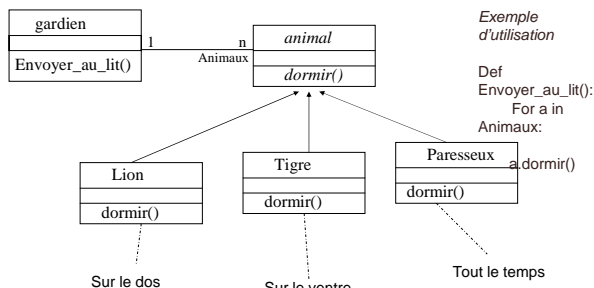 gardien
Envoyer_au_lit()
1
n
Animaux
animal
dormir()
Exemple
d'utilisation
Def
Envoyer_au_lit():
For a in
Animaux:
a.dormir()
Lion
dormir()
Tigre
dormir()
Paresseux
dormir()
Sur le dos
Sur le ventre
Tout le temps